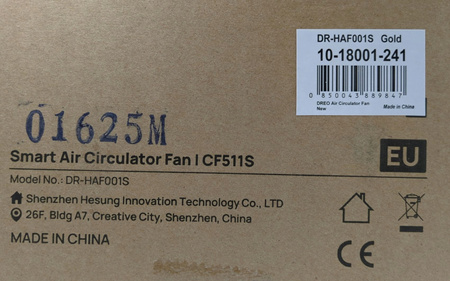 DR-HAF001S Gold
10-18001-241
0 850043 889847
DREO Air Circulator Fan
New
Made in China
01625M
Smart Air Circulator Fan | CF511S
EU
Model No.: DR-HAF001S
Shenzhen Hesung Innovation Technology Co., LTD
26F, Bldg A7, Creative City, Shenzhen, China
MADE IN CHINA
CE